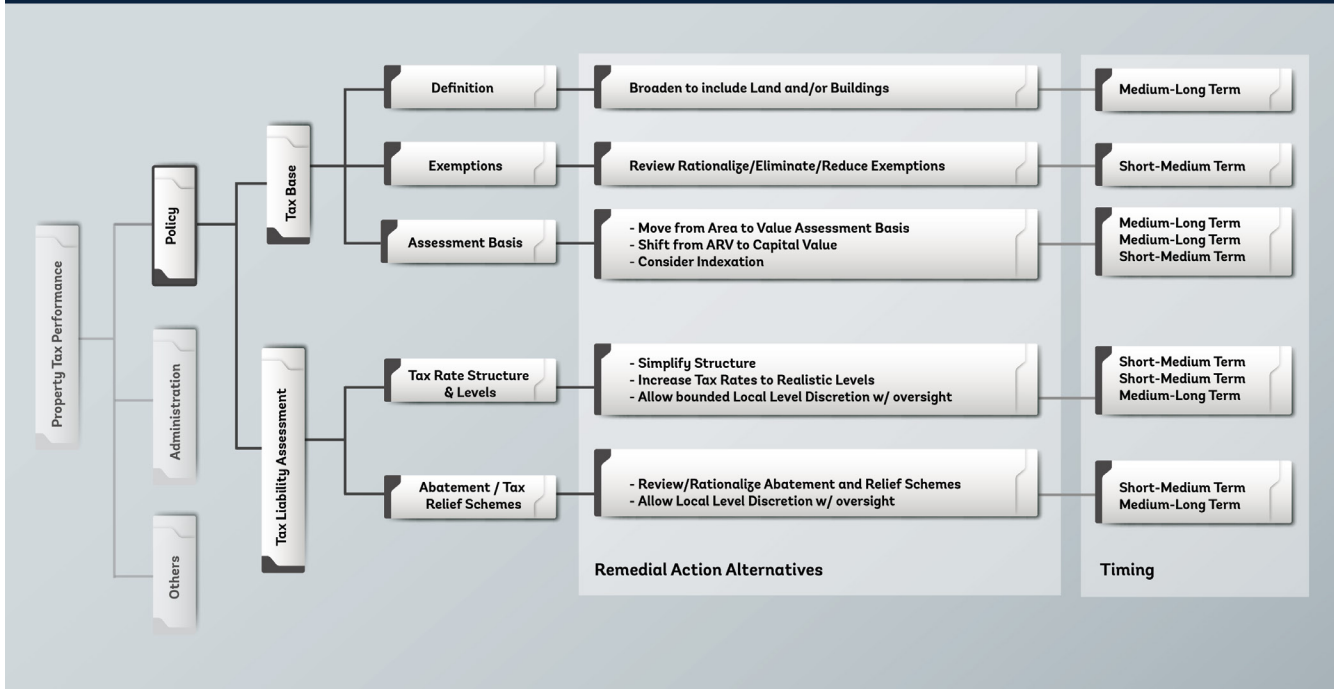 Property Tax Performance
Policy
Administration
Others
Tax Base
Tax Liability Assessment
Definition
Broaden to include Land and/or Buildings
Medium-Long Term
Exemptions
Review Rationalize/Eliminate/Reduce Exemptions
Short-Medium Term
Assessment Basis
- Move from Area to Value Assessment Basis
- Shift from ARV to Capital Value
- Consider Indexation
Medium-Long Term
Medium-Long Term
Short-Medium Term
Tax Rate Structure
& Levels
- Simplify Structure
- Increase Tax Rates to Realistic Levels
- Allow bounded Local Level Discretion w/ oversight
Short-Medium Term
Short-Medium Term
Medium-Long Term
Abatement / Tax
Relief Schemes
- Review/Rationalize Abatement and Relief Schemes
- Allow Local Level Discretion w/ oversight
Short-Medium Term
Medium-Long Term
Remedial Action Alternatives
Timing